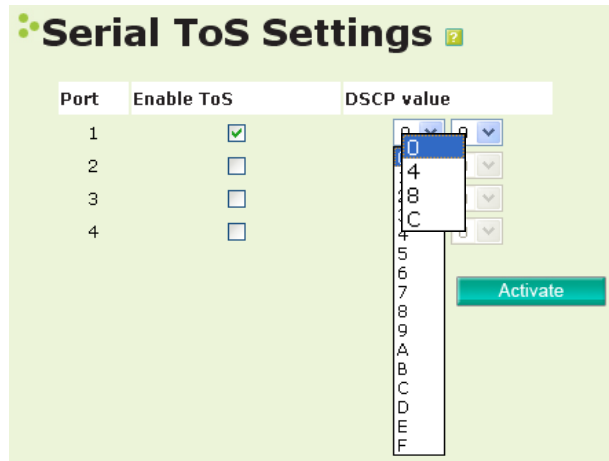 Serial ToS Settings ?
Port Enable ToS DSCP value
1 0
2
3
4
0
4
8
C
4
5
6
7
8
9
A
B
C
D
E
F
Activate